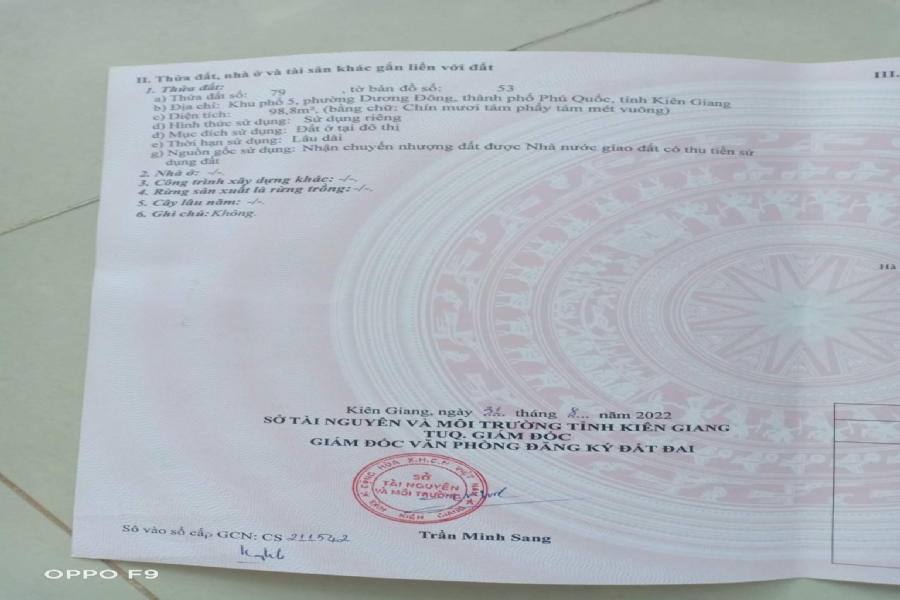 II. Thửa đất, nhà ở và tài sản khác gắn liền với đất
III.
1. Thửa đất:
a) Thửa đất số: 79 , tờ bản đồ số: 53
b) Địa chỉ: Khu phố 5, phường Dương Đông, thành phố Phú Quốc, tỉnh Kiên Giang
c) Diện tích: 98,8m², (bằng chữ: Chín mươi tám phẩy tám mét vuông)
d) Hình thức sử dụng: Sử dụng riêng
đ) Mục đích sử dụng: Đất ở tại đô thị
e) Thời hạn sử dụng: Lâu dài
g) Nguồn gốc sử dụng: Nhận chuyển nhượng đất được Nhà nước giao đất có thu tiền sử
dụng đất
2. Nhà ở: -/-.
3. Công trình xây dựng khác: -/-.
4. Rừng sản xuất là rừng trồng: -/-.
5. Cây lâu năm: -/-.
6. Ghi chú: Không.
Hà
Kiên Giang, ngày 31 tháng 8 năm 2022
SỞ TÀI NGUYÊN VÀ MÔI TRƯỜNG TỈNH KIÊN GIANG
TUQ. GIÁM ĐỐC
GIÁM ĐỐC VĂN PHÒNG ĐĂNG KÝ ĐẤT ĐAI
CỘNG HÒA X.H.C.N VIỆT NAM
SỞ
TÀI NGUYÊN
VÀ MÔI TRƯỜNG
KIÊN GIANG
Số vào sổ cấp GCN: CS 211542
Trần Minh Sang
OPPO F9